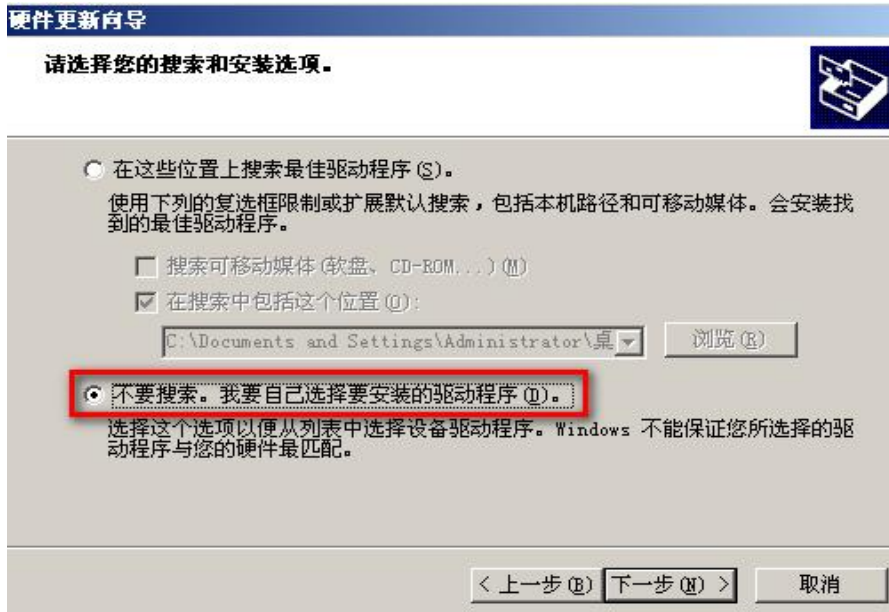 硬件更新向导
请选择您的搜索和安装选项。
在这些位置上搜索最佳驱动程序(S)。
使用下列的复选框限制或扩展默认搜索，包括本机路径和可移动媒体。会安装找
到的最佳驱动程序。
搜索可移动媒体(软盘、CD-ROM...)(M)
在搜索中包括这个位置(O):
C:\Documents and Settings\Administrator\桌
浏览(R)
不要搜索。我要自己选择要安装的驱动程序(D)。
选择这个选项以便从列表中选择设备驱动程序。Windows 不能保证您所选择的驱
动程序与您的硬件最匹配。
< 上一步(B) 下一步(N) > 取消